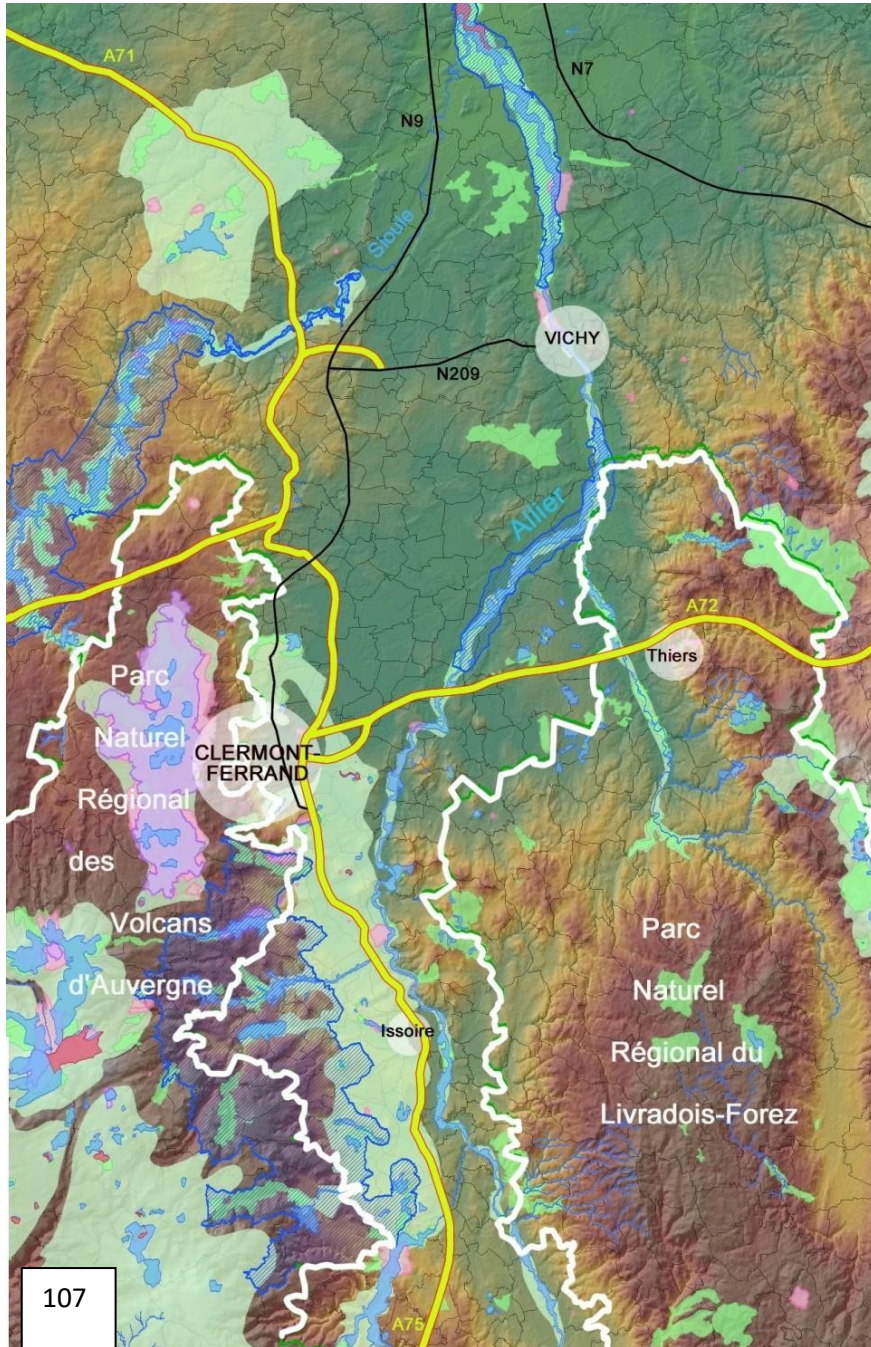 A71
N7
N9
Sioule
VICHY
N209
Allier
A72
Thiers
Parc
Naturel
Régional
des
Volcans
d'Auvergne
CLERMONT-
FERRAND
Parc
Naturel
Régional du
Livradois-Forez
Issoire
107
A75